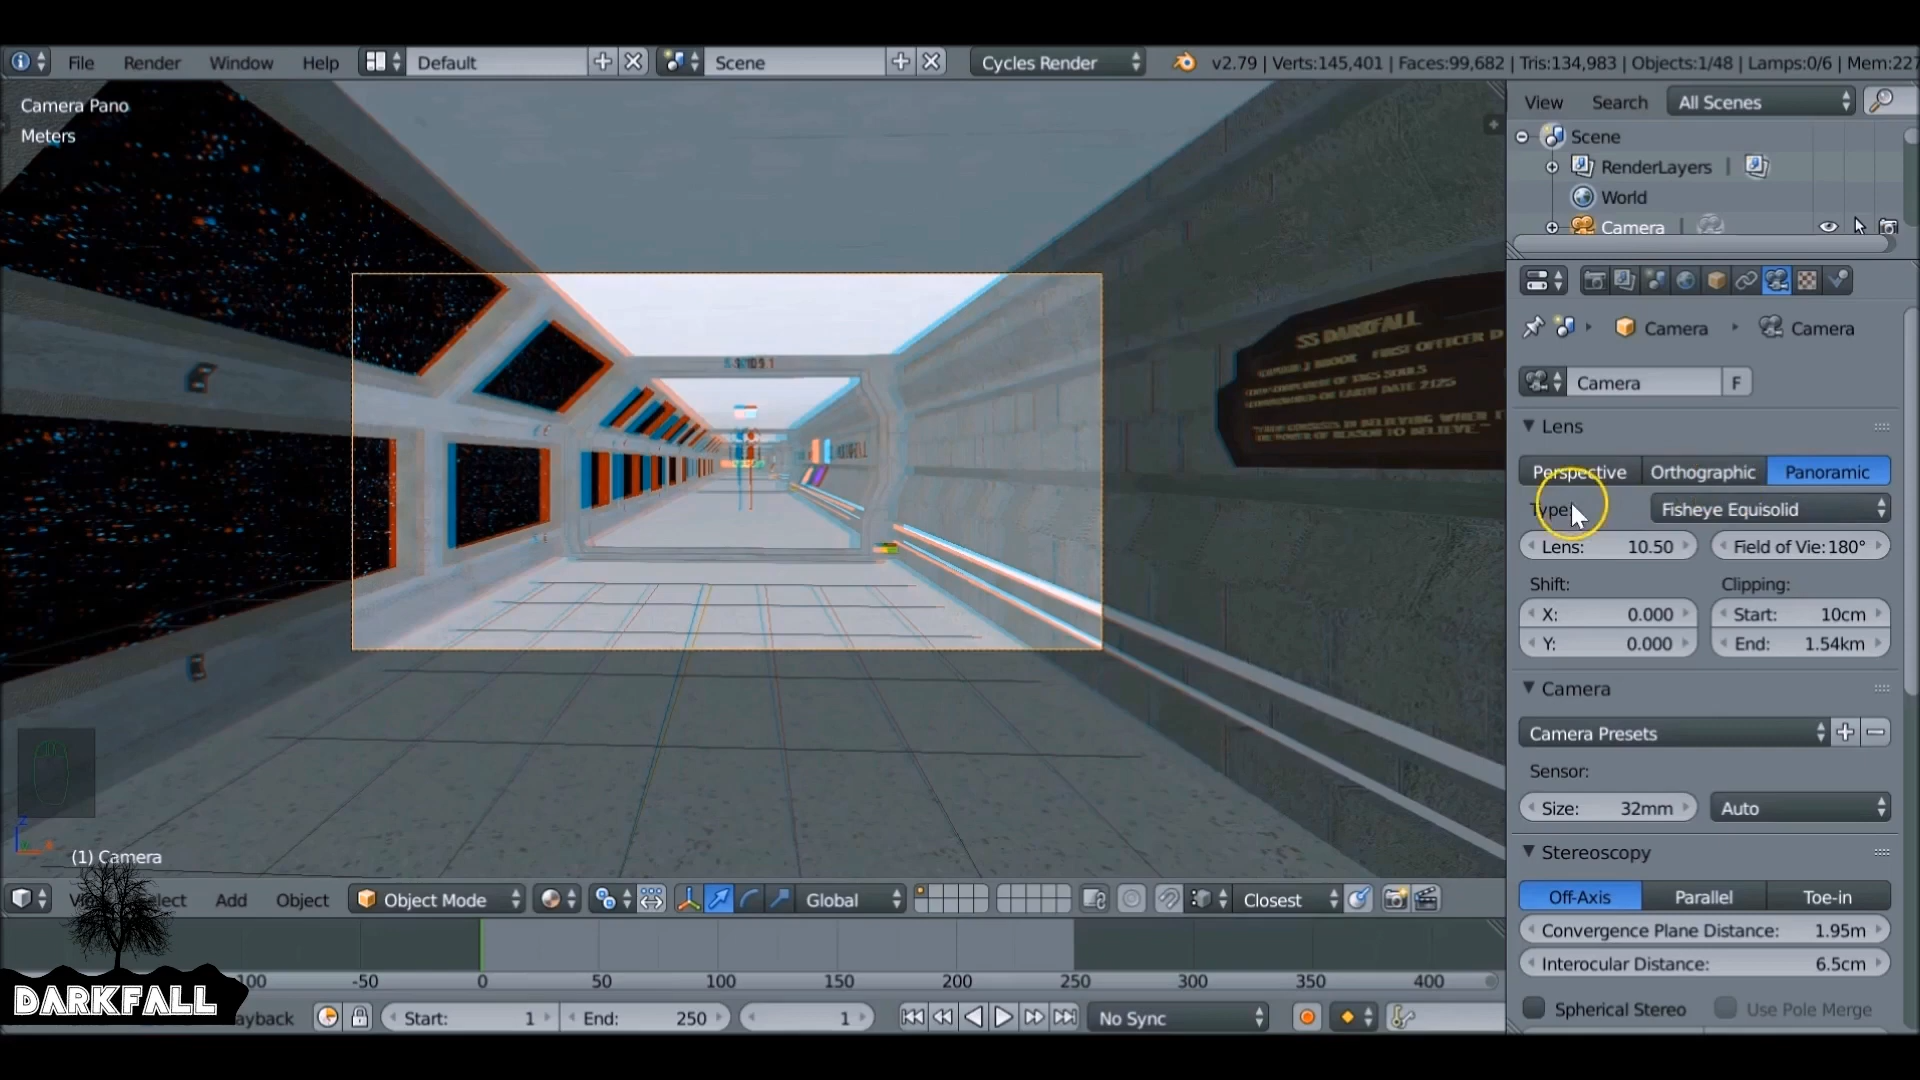 File Render Window Help Default Scene Cycles Render v2.79 | Verts:145,401 | Faces:99,682 | Tris:134,983 | Objects:1/48 | Lamps:0/6 | Mem:227
Camera Pano
Meters
View Search All Scenes
Scene
RenderLayers
World
Camera
Camera Camera
Camera F
Lens
Perspective Orthographic Panoramic
Type: Fisheye Equisolid
Lens: 10.50 Field of Vie: 180°
Shift: Clipping:
X: 0.000 Start: 10cm
Y: 0.000 End: 1.54km
Camera
Camera Presets
Sensor:
Size: 32mm Auto
Stereoscopy
Off-Axis Parallel Toe-in
Convergence Plane Distance: 1.95m
Interocular Distance: 6.5cm
Spherical Stereo Use Pole Merge
SS DARKFALL
FIRST OFFICER D
(1) Camera
Add Object Object Mode Global Closest
-50 0 50 100 150 200 250 300 350 400
DARKFALL
Start: 1 End: 250 1 No Sync